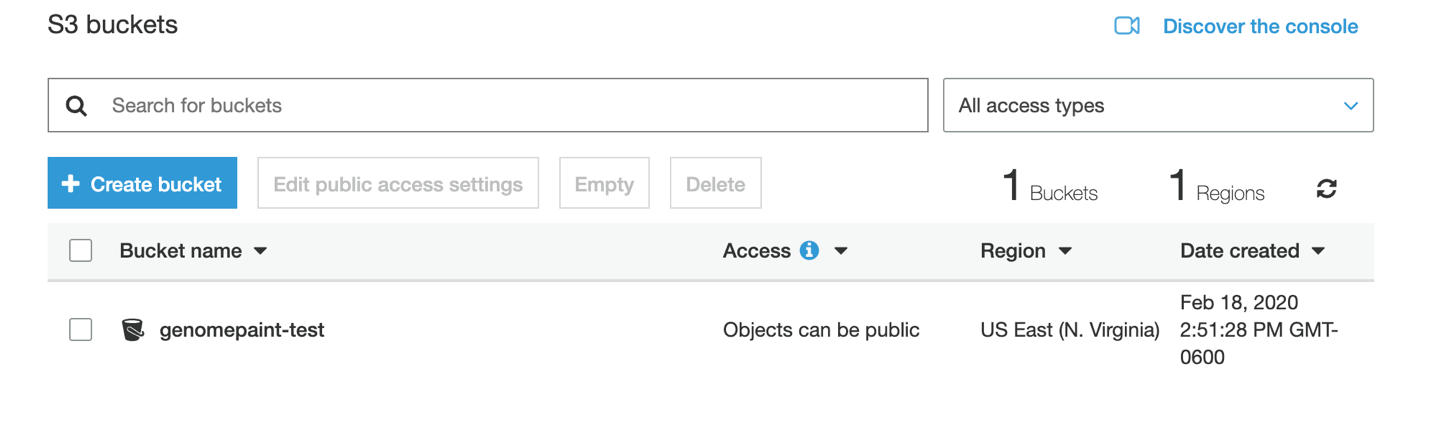 S3 buckets
Discover the console
Search for buckets
All access types
Create bucket
Edit public access settings
Empty
Delete
1 Buckets
1 Regions
Bucket name
Access
Region
Date created
genomepaint-test
Objects can be public
US East (N. Virginia)
Feb 18, 2020
2:51:28 PM GMT-
0600